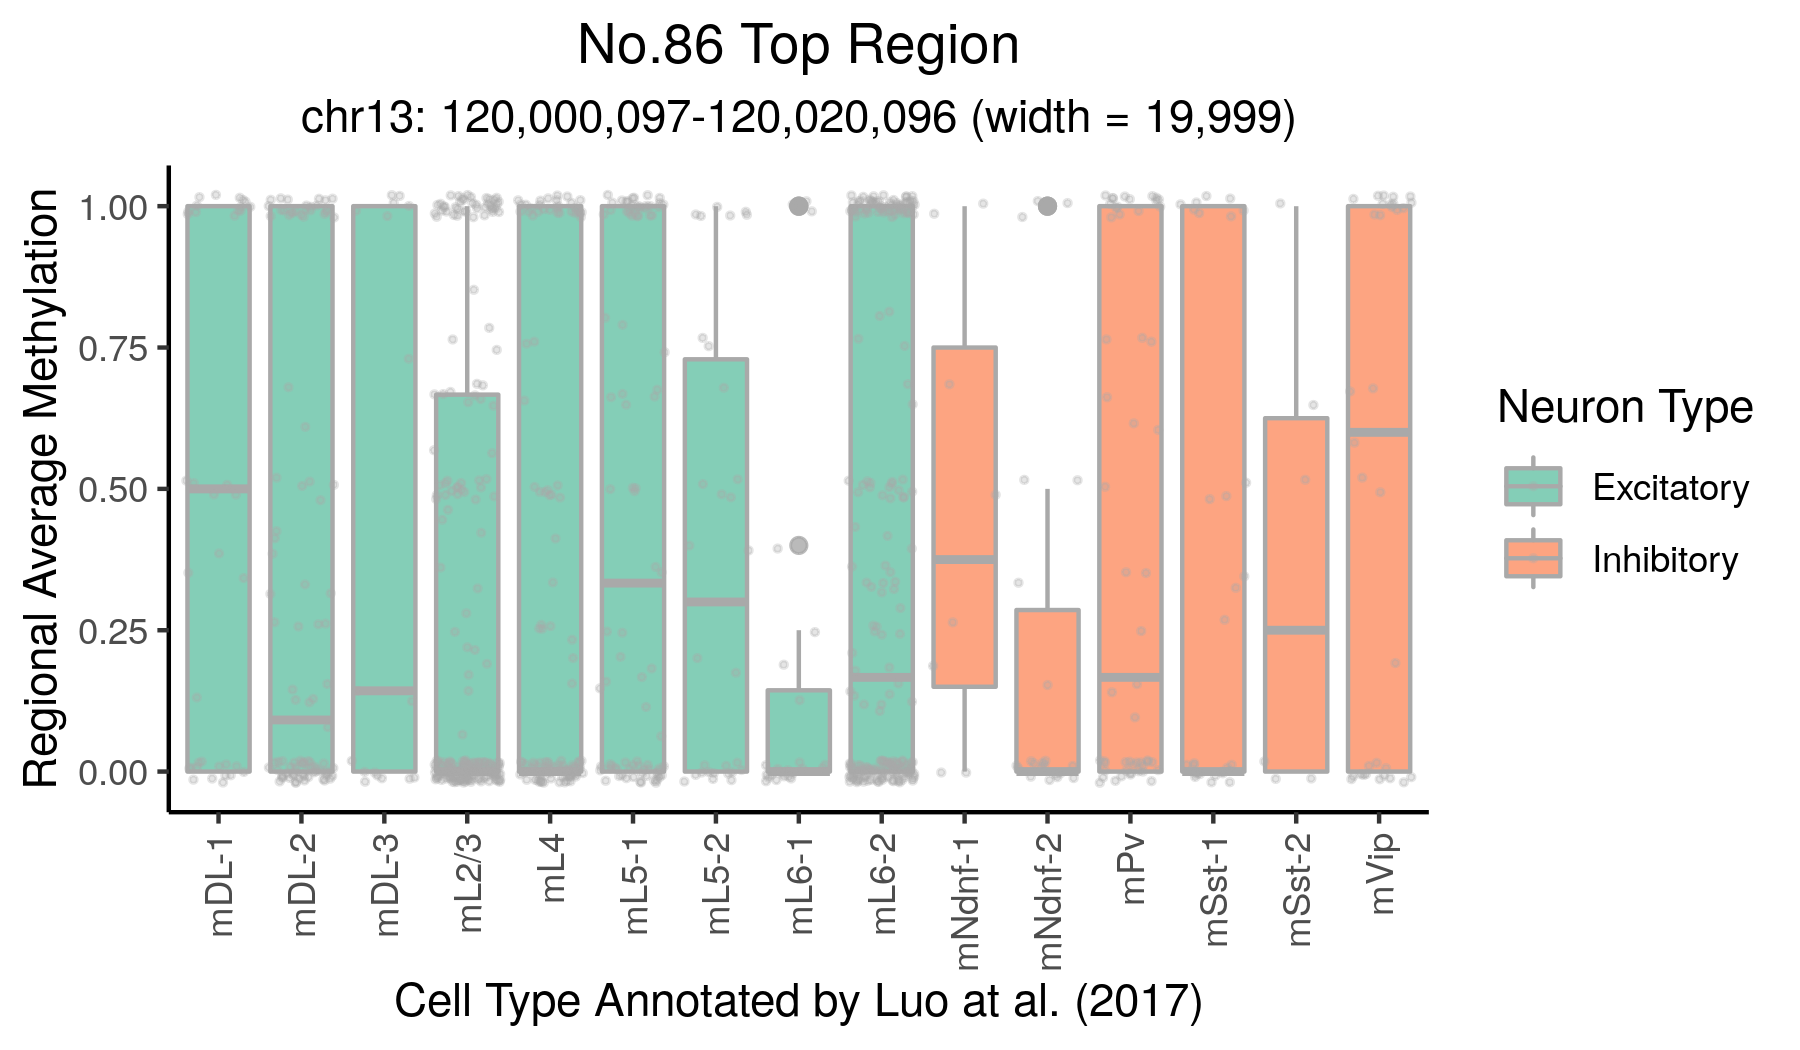 No.86 Top Region
chr13: 120,000,097-120,020,096 (width = 19,999)
Regional Average Methylation
1.00
0.75
0.50
0.25
0.00
mDL-1
mDL-2
mDL-3
mL2/3
mL4
mL5-1
mL5-2
mL6-1
mL6-2
mNdnf-1
mNdnf-2
mPv
mSst-1
mSst-2
mVip
Cell Type Annotated by Luo at al. (2017)
Neuron Type
Excitatory
Inhibitory